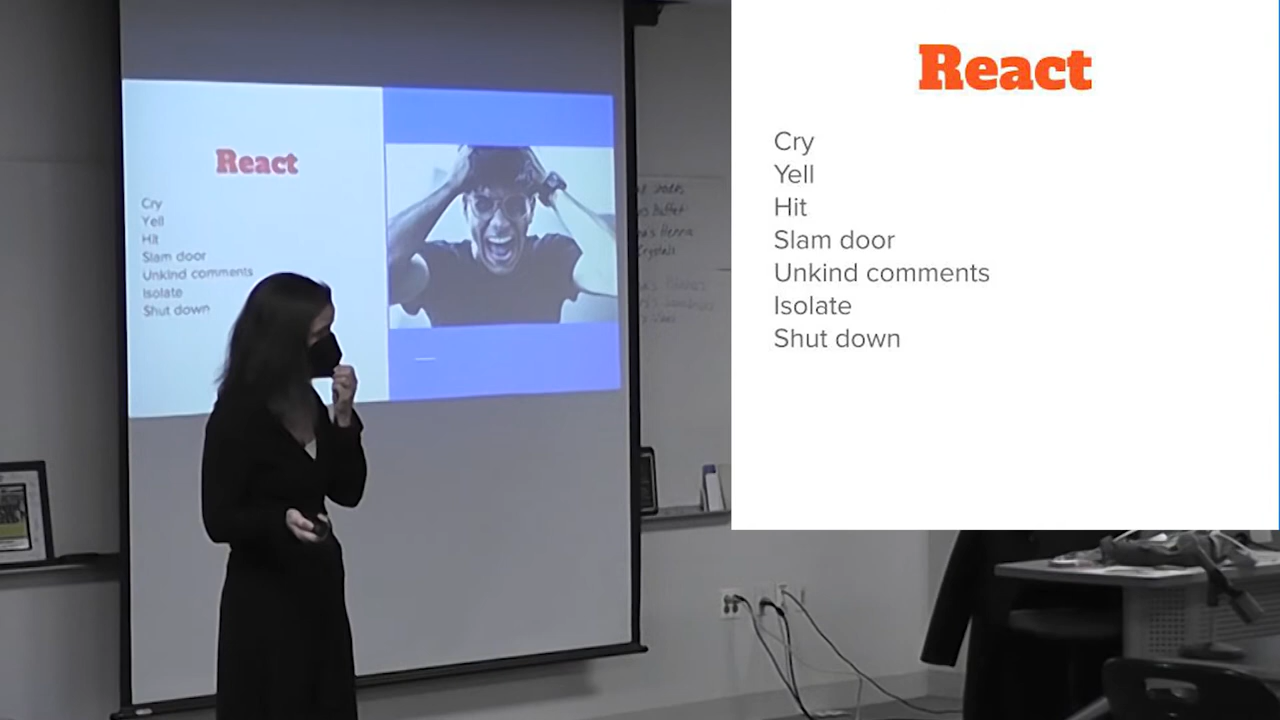 React
Cry
Yell
Hit
Slam door
Unkind comments
Isolate
Shut down
React
Cry
Yell
Hit
Slam door
Unkind comments
Isolate
Shut down